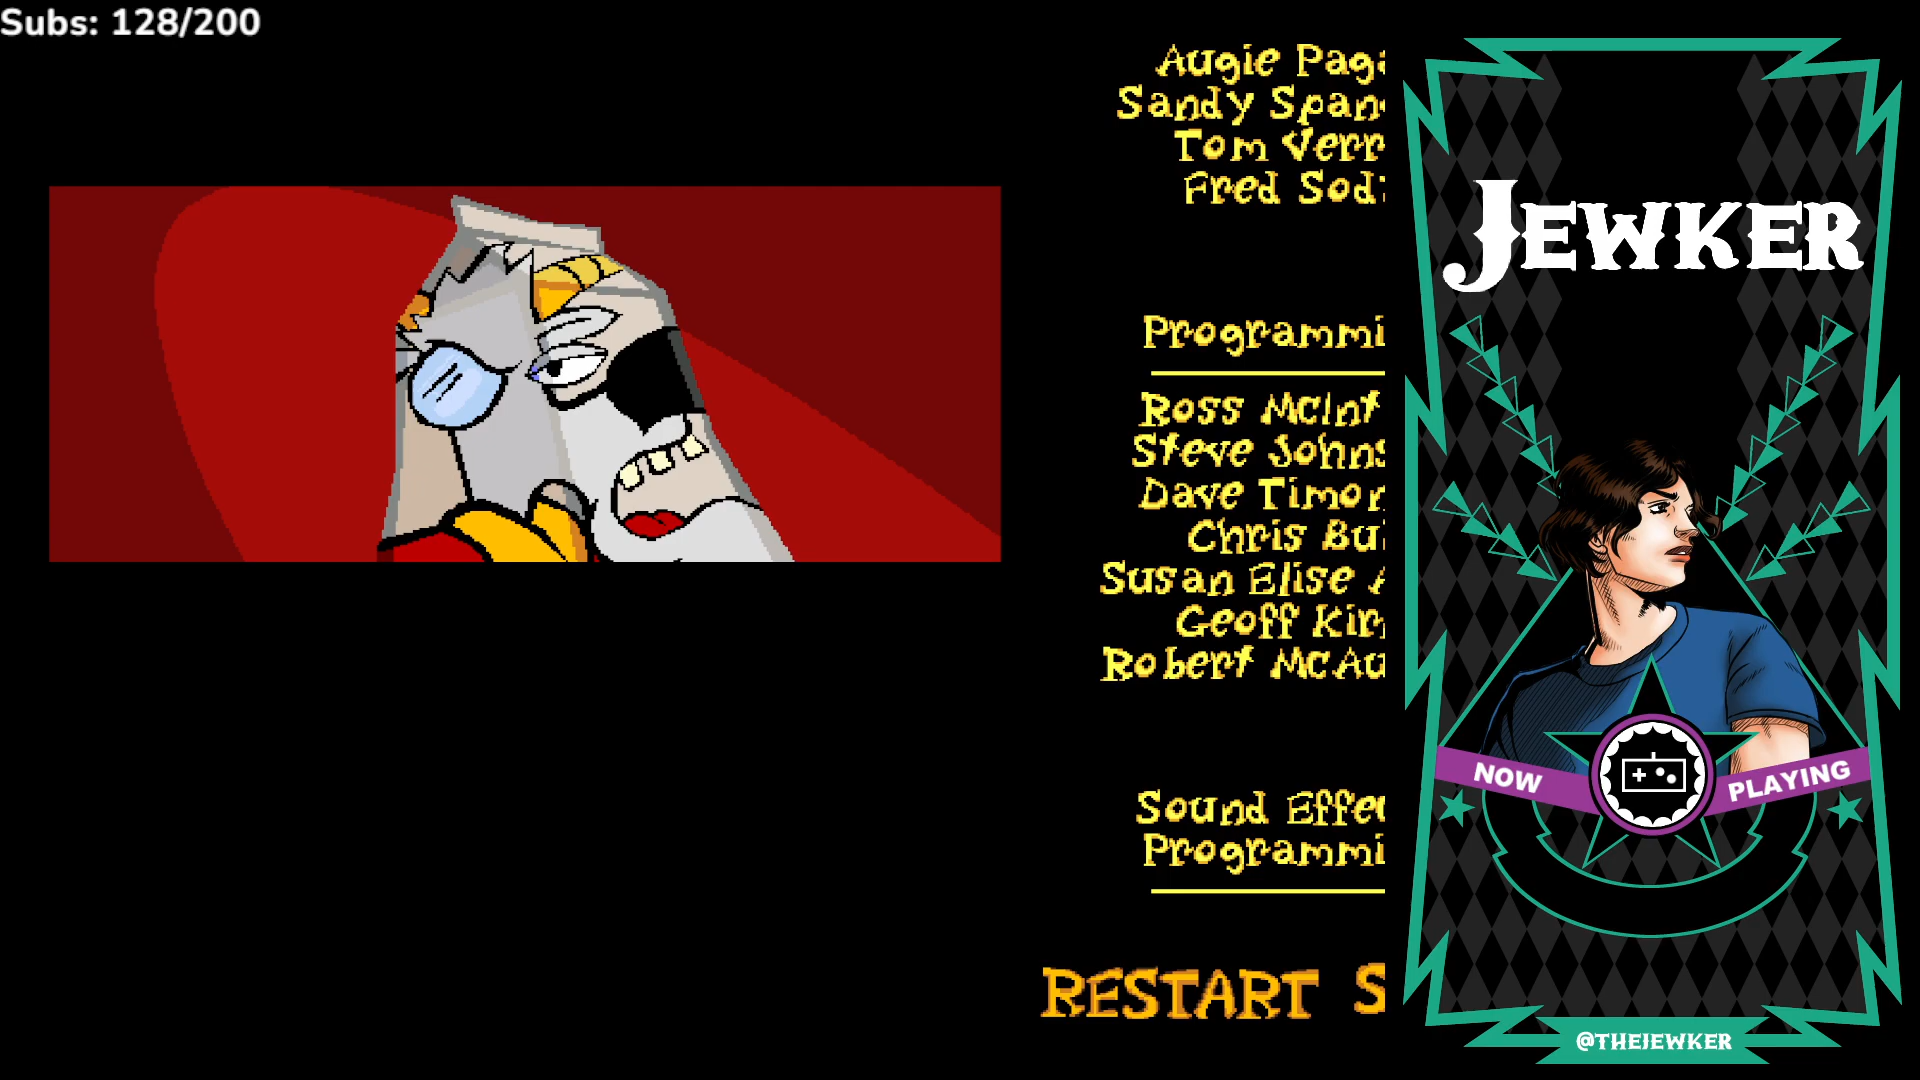 Subs: 128/200
Augie Pag
Sandy Span
Tom Verr
Fred Sod
Programmi
Ross McInt
Steve Johns
Dave Timor
Chris Bu
Susan Elise A
Geoff Kir
Robert McAu
Sound Effe
Programmi
RESTART S
JEWKER
NOW PLAYING
@THEJEWKER